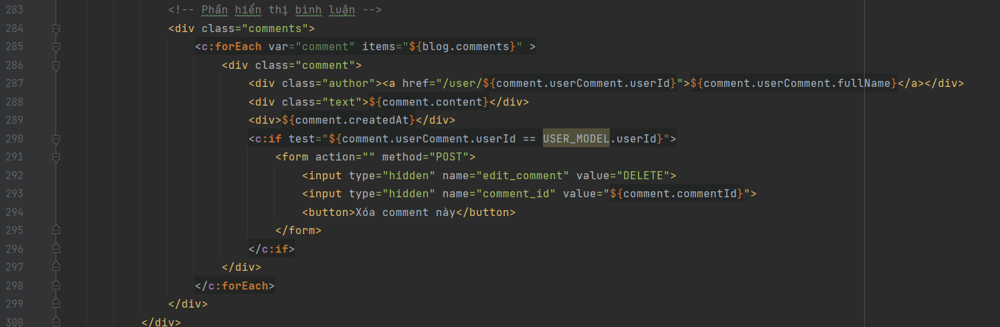 283 <!-- Phần hiển thị bình luận -->
284 <div class="comments">
285 <c:forEach var="comment" items="${blog.comments}" >
286 <div class="comment">
287 <div class="author"><a href="/user/${comment.userComment.userId}">${comment.userComment.fullName}</a></div>
288 <div class="text">${comment.content}</div>
289 <div>${comment.createdAt}</div>
290 <c:if test="${comment.userComment.userId == USER_MODEL.userId}">
291 <form action="" method="POST">
292 <input type="hidden" name="edit_comment" value="DELETE">
293 <input type="hidden" name="comment_id" value="${comment.commentId}">
294 <button>Xóa comment này</button>
295 </form>
296 </c:if>
297 </div>
298 </c:forEach>
299 </div>
300 </div>